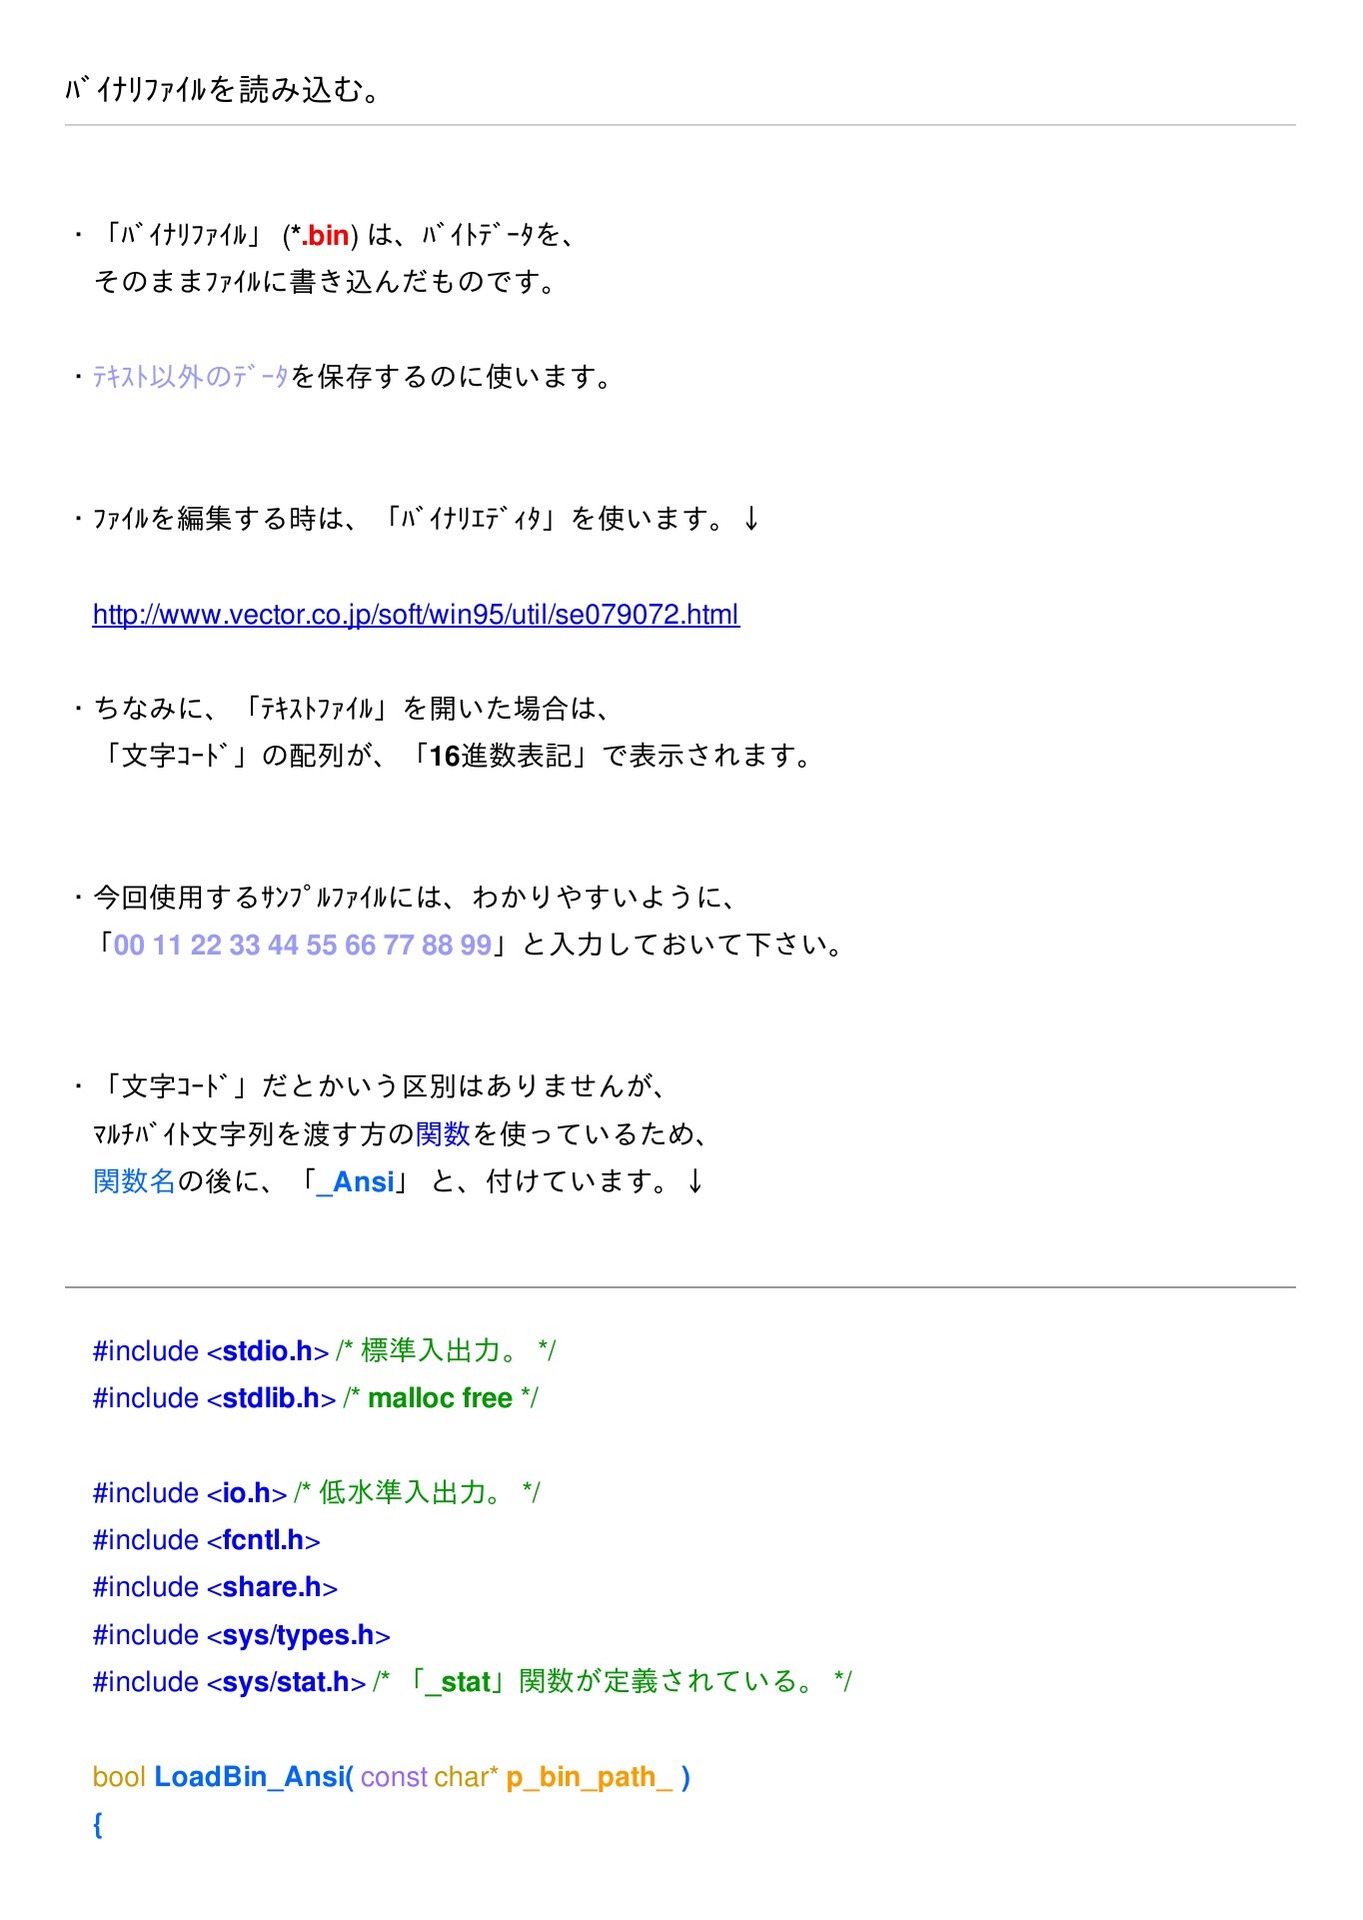 ﾊﾞｲﾅﾘﾌｧｲﾙを読み込む。
・「ﾊﾞｲﾅﾘﾌｧｲﾙ」 (*.bin) は、ﾊﾞｲﾄﾃﾞｰﾀを、
そのままﾌｧｲﾙに書き込んだものです。
・ﾃｷｽﾄ以外のﾃﾞｰﾀを保存するのに使います。
・ﾌｧｲﾙを編集する時は、「ﾊﾞｲﾅﾘｴﾃﾞｨﾀ」を使います。↓
http://www.vector.co.jp/soft/win95/util/se079072.html
・ちなみに、「ﾃｷｽﾄﾌｧｲﾙ」を開いた場合は、
「文字ｺｰﾄﾞ」の配列が、「16進数表記」で表示されます。
・今回使用するｻﾝﾌﾟﾙﾌｧｲﾙには、わかりやすいように、
「00 11 22 33 44 55 66 77 88 99」と入力しておいて下さい。
・「文字ｺｰﾄﾞ」だとかいう区別はありませんが、
ﾏﾙﾁﾊﾞｲﾄ文字列を渡す方の関数を使っているため、
関数名の後に、「_Ansi」 と、付けています。↓
#include <stdio.h> /* 標準入出力。 */
#include <stdlib.h> /* malloc free */
#include <io.h> /* 低水準入出力。 */
#include <fcntl.h>
#include <share.h>
#include <sys/types.h>
#include <sys/stat.h> /* 「_stat」関数が定義されている。 */
bool LoadBin_Ansi( const char* p_bin_path_ )
{